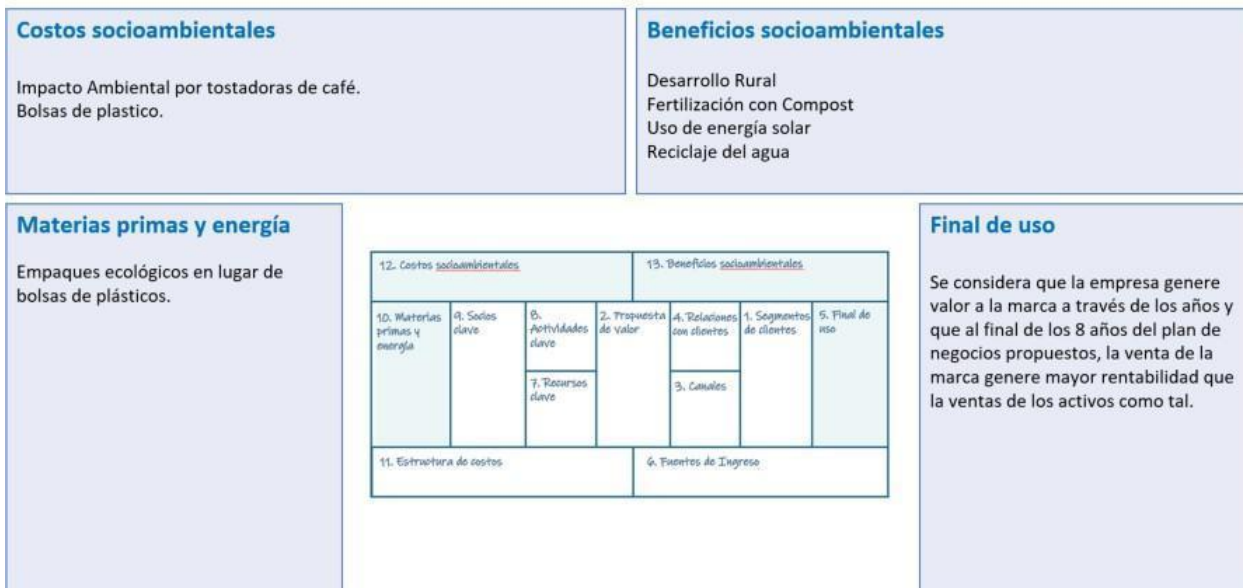 Costos socioambientales
Impacto Ambiental por tostadoras de café.
Bolsas de plastico.
Beneficios socioambientales
Desarrollo Rural
Fertilización con Compost
Uso de energía solar
Reciclaje del agua
Materias primas y energía
Empaques ecológicos en lugar de
bolsas de plásticos.
12. Costos socioambientales
13. Beneficios socioambientales
10. Materias
primas y
energía
9. Socios
clave
8.
Actividades
clave
7. Recursos
clave
2. Propuesta
de valor
4. Relaciones
con clientes
3. Canales
1. Segmentos
de clientes
5. Final de
uso
11. Estructura de costos
6. Fuentes de Ingreso
Final de uso
Se considera que la empresa genere
valor a la marca a través de los años y
que al final de los 8 años del plan de
negocios propuestos, la venta de la
marca genere mayor rentabilidad que
la ventas de los activos como tal.